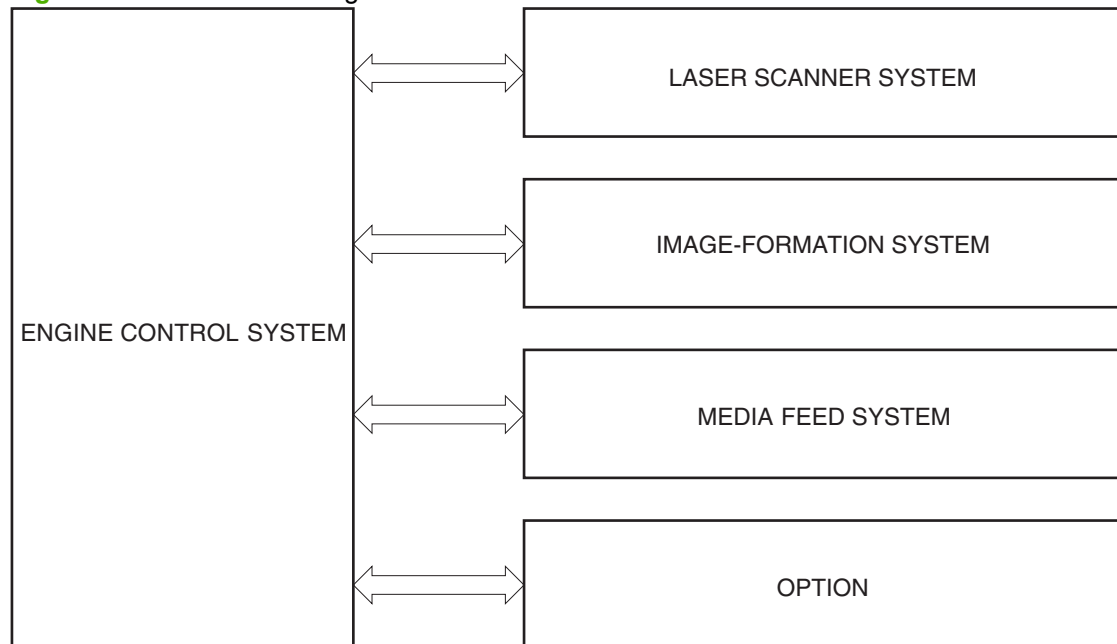 LASER SCANNER SYSTEM
IMAGE-FORMATION SYSTEM
ENGINE CONTROL SYSTEM
MEDIA FEED SYSTEM
OPTION